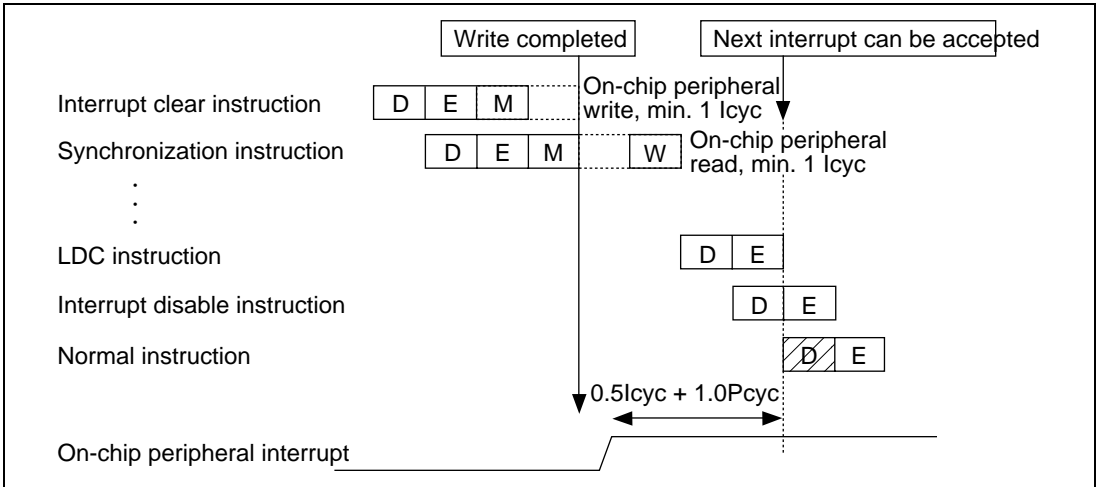 Write completed
Next interrupt can be accepted
Interrupt clear instruction
D E M
On-chip peripheral
write, min. 1 Icyc
Synchronization instruction
D E M W
On-chip peripheral
read, min. 1 Icyc
.
.
.
LDC instruction
D E
Interrupt disable instruction
D E
Normal instruction
D E
0.5Icyc + 1.0Pcyc
On-chip peripheral interrupt